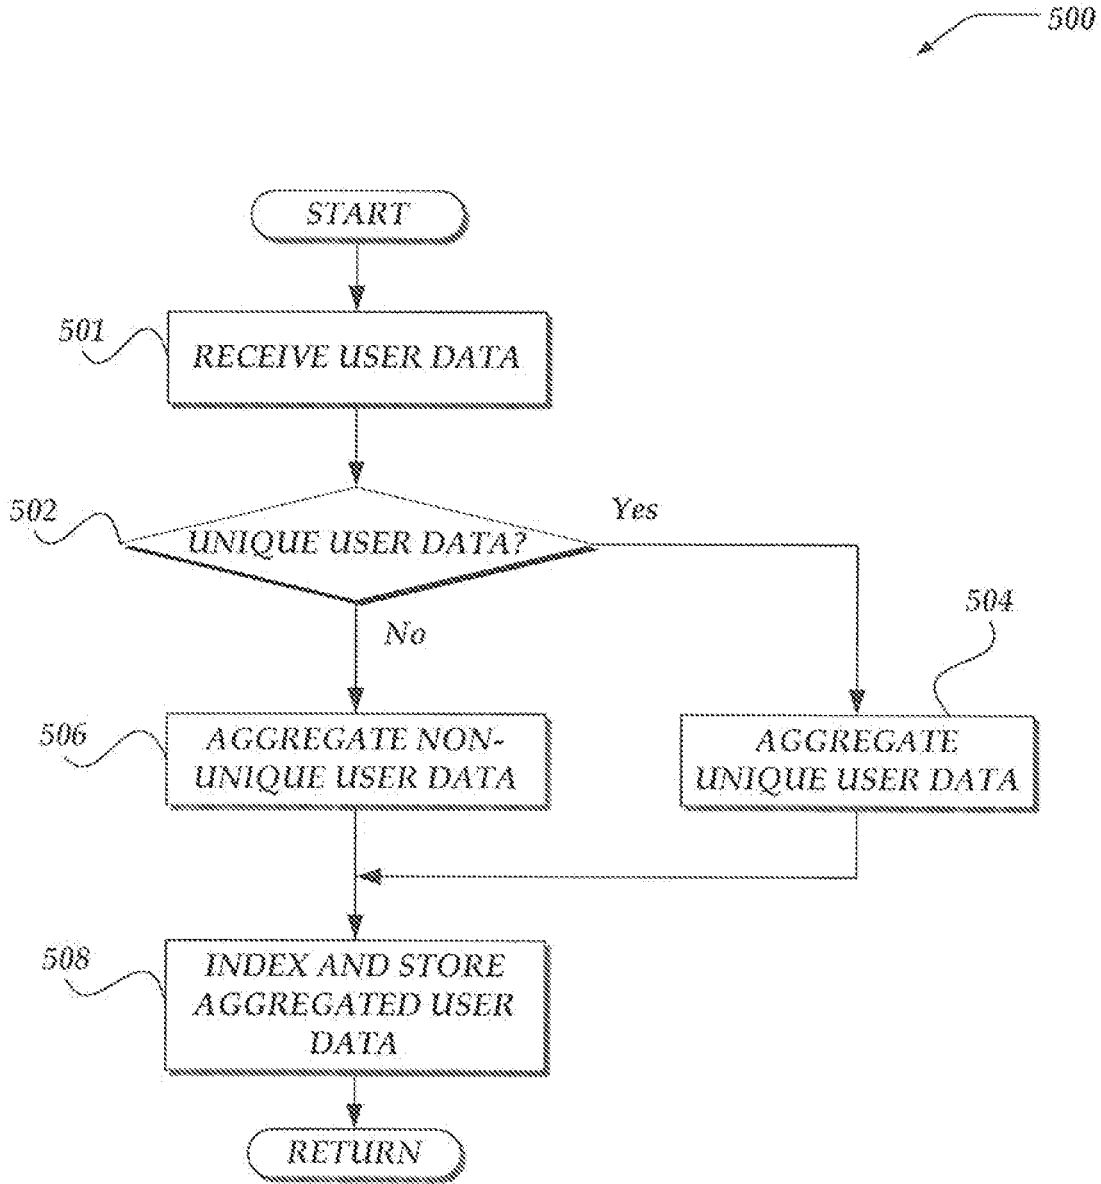 500
START
501
RECEIVE USER DATA
502
UNIQUE USER DATA?
Yes
No
504
506
AGGREGATE NON-
UNIQUE USER DATA
AGGREGATE
UNIQUE USER DATA
508
INDEX AND STORE
AGGREGATED USER
DATA
RETURN